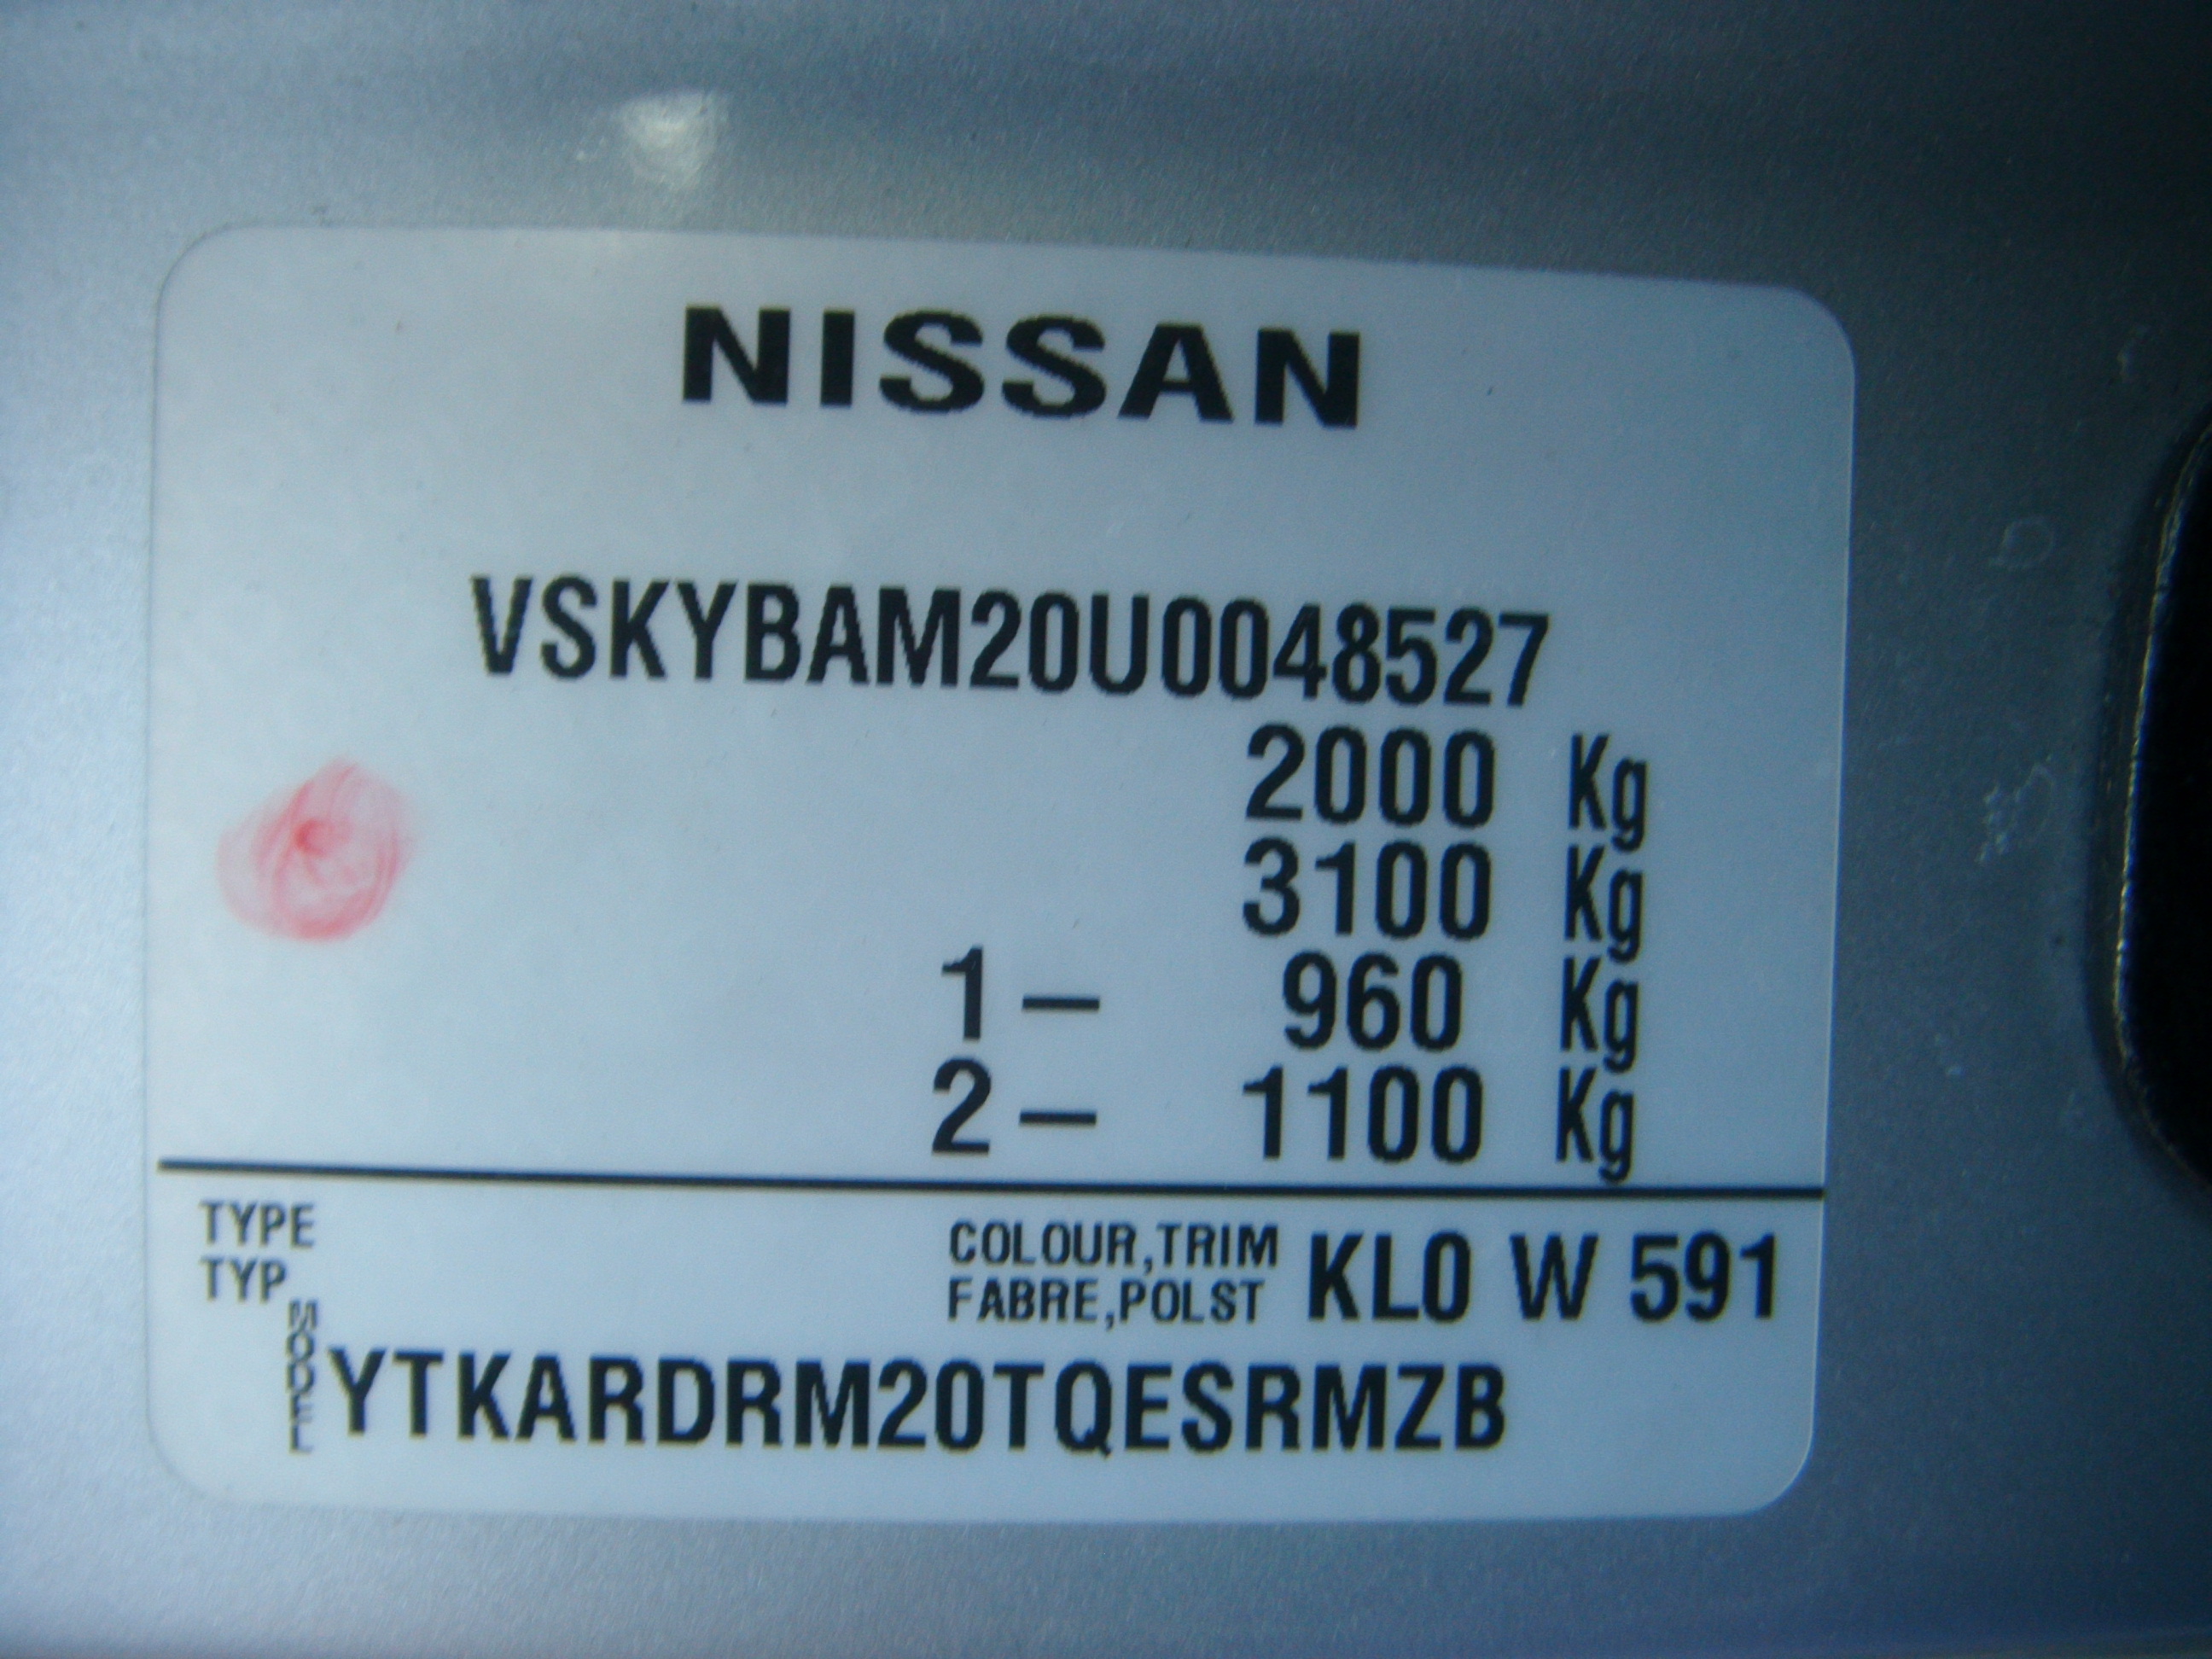 NISSAN
VSKYBAM20U0048527
2000 Kg
3100 Kg
1– 960 Kg
2– 1100 Kg
TYPE
TYP
COLOUR,TRIM
FABRE,POLST
KL0 W 591
MODEL
YTKARDRM20TQESRMZB